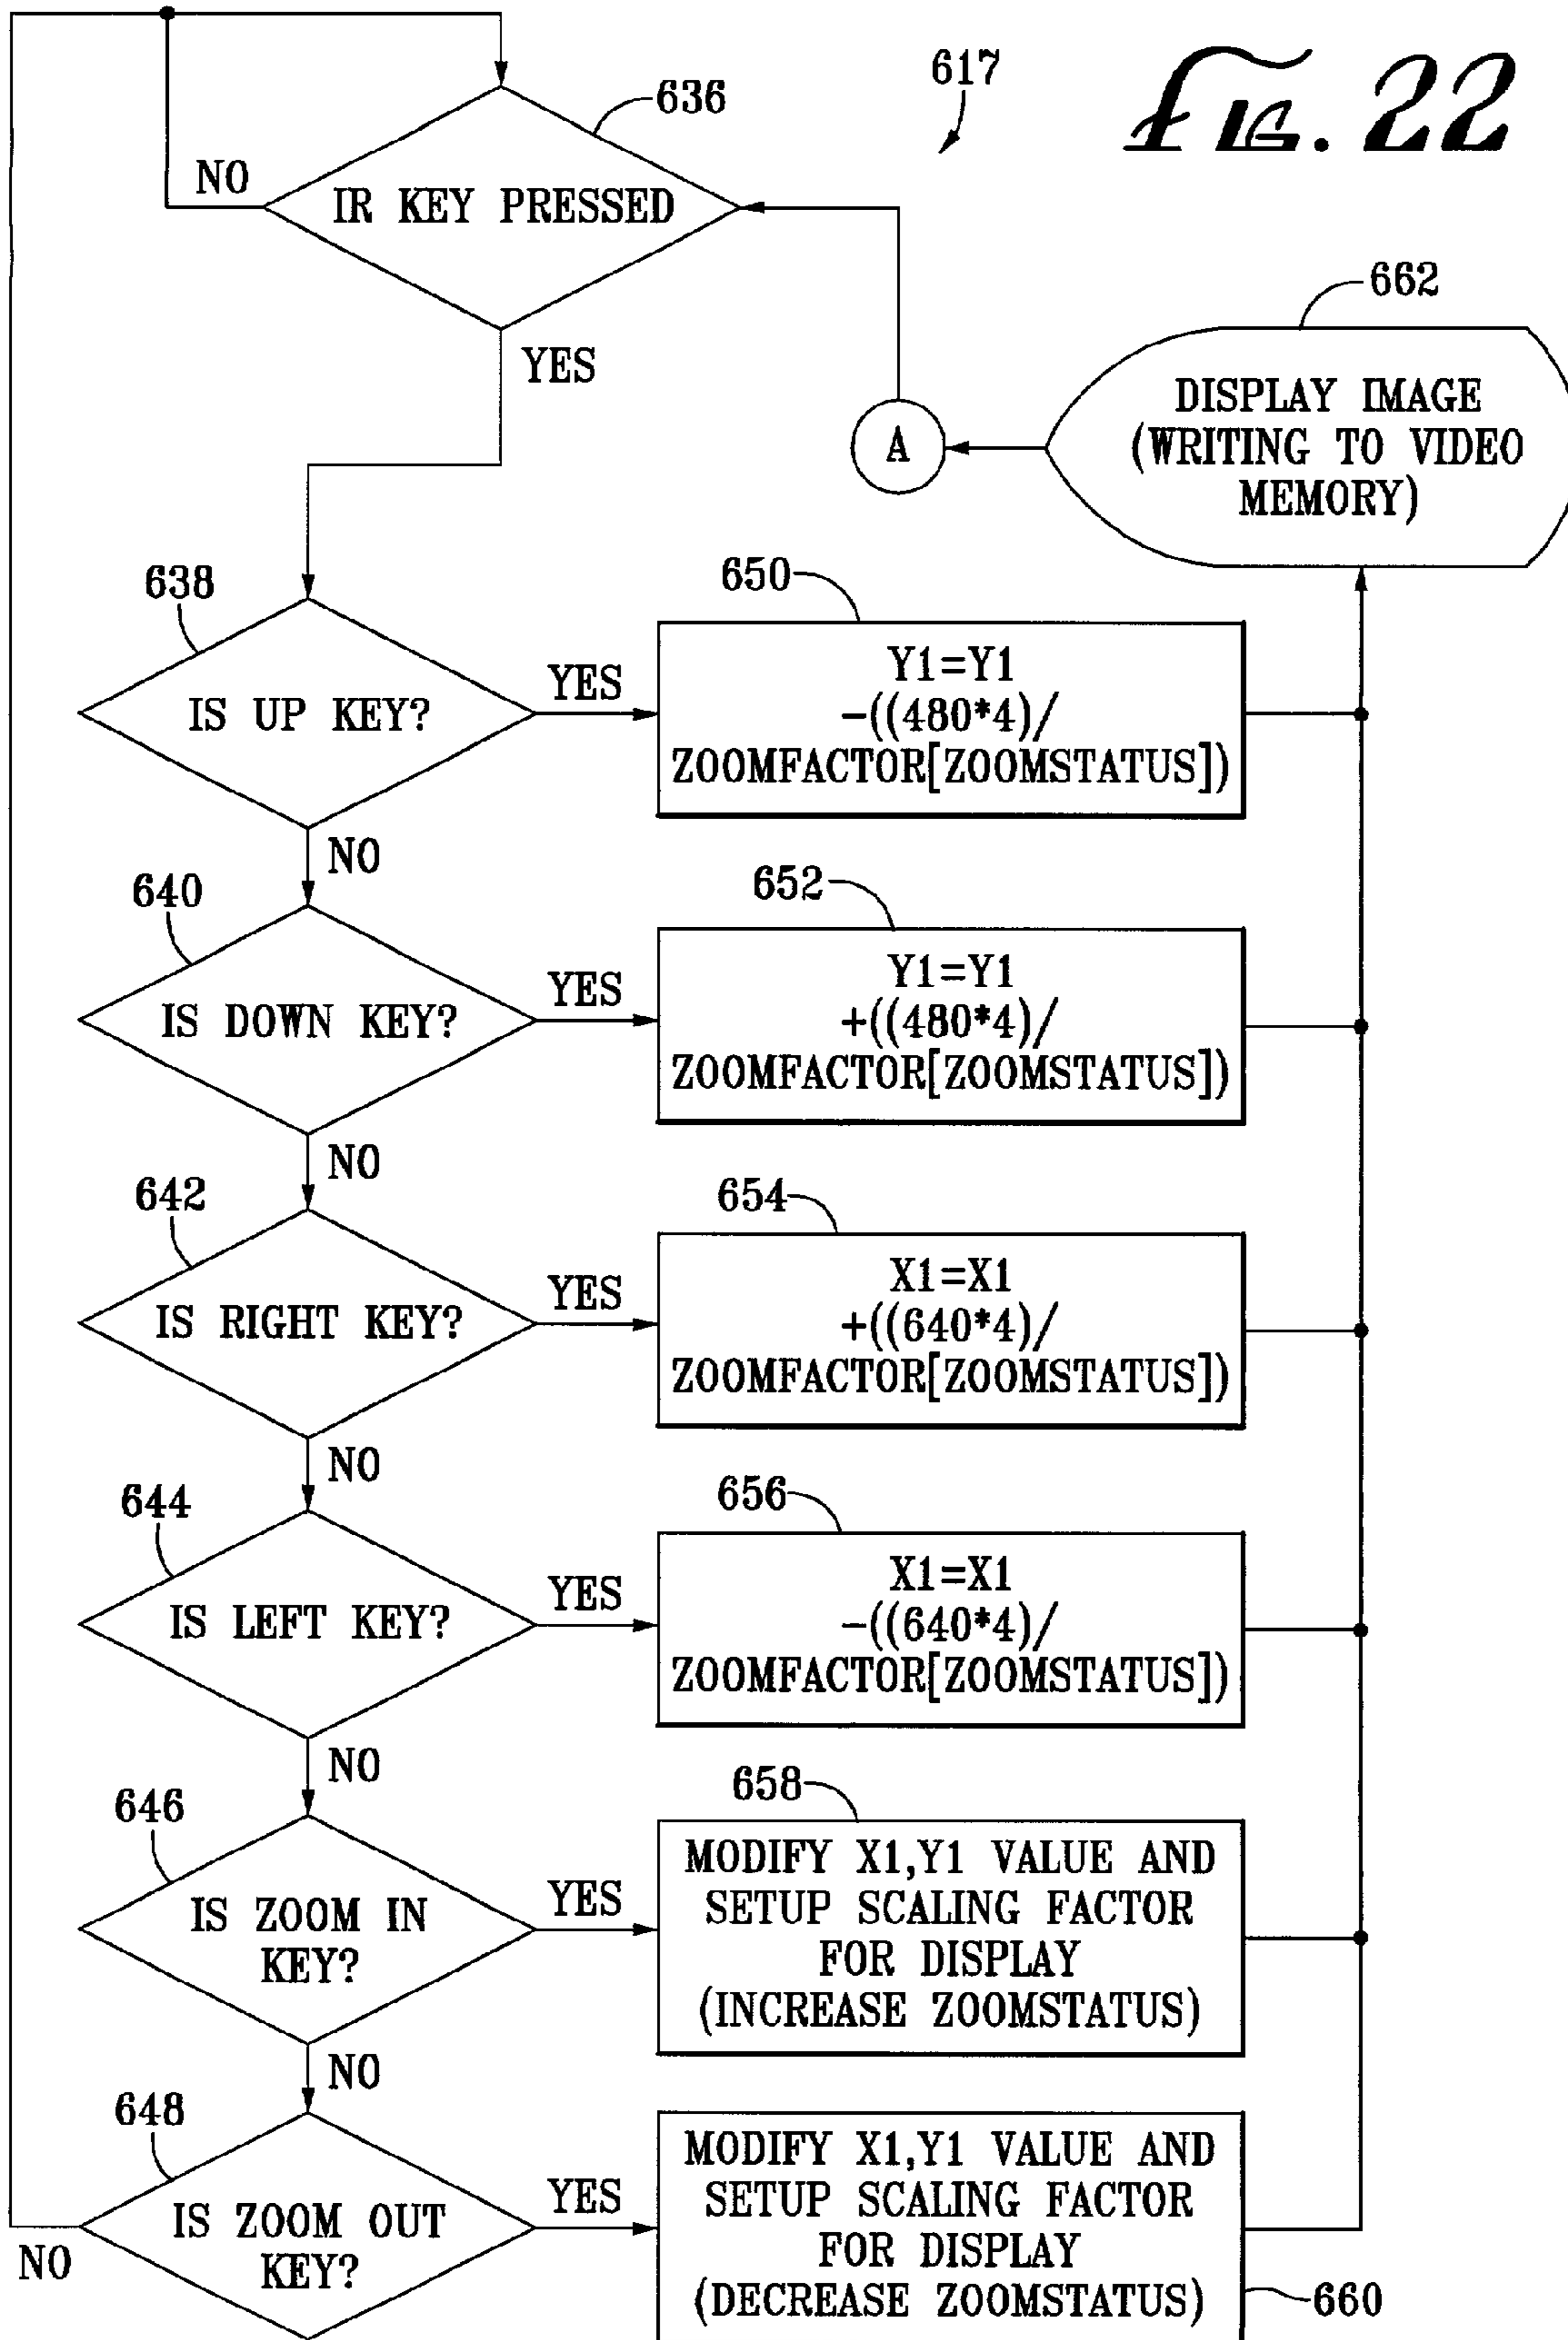 617
FIG. 22
636
NO
IR KEY PRESSED
YES
662
DISPLAY IMAGE
(WRITING TO VIDEO
MEMORY)
A
638
IS UP KEY?
YES
650
Y1=Y1
-((480*4)/
ZOOMFACTOR[ZOOMSTATUS])
NO
640
IS DOWN KEY?
YES
652
Y1=Y1
+((480*4)/
ZOOMFACTOR[ZOOMSTATUS])
NO
642
IS RIGHT KEY?
YES
654
X1=X1
+((640*4)/
ZOOMFACTOR[ZOOMSTATUS])
NO
644
IS LEFT KEY?
YES
656
X1=X1
-((640*4)/
ZOOMFACTOR[ZOOMSTATUS])
NO
646
IS ZOOM IN
KEY?
YES
658
MODIFY X1,Y1 VALUE AND
SETUP SCALING FACTOR
FOR DISPLAY
(INCREASE ZOOMSTATUS)
NO
648
IS ZOOM OUT
KEY?
NO
YES
MODIFY X1,Y1 VALUE AND
SETUP SCALING FACTOR
FOR DISPLAY
(DECREASE ZOOMSTATUS)
660